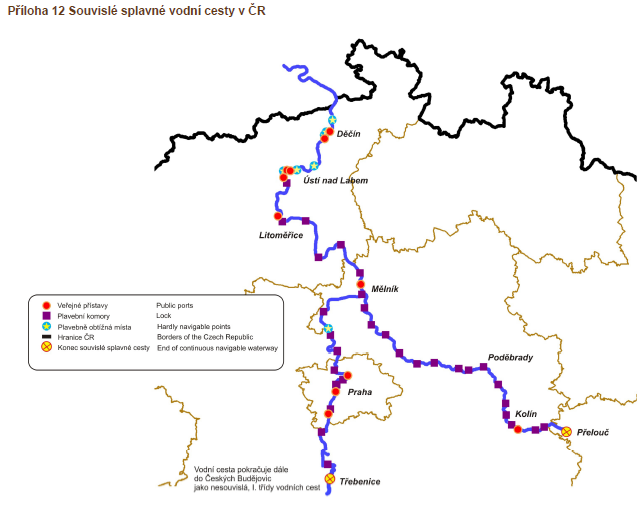 Příloha 12 Souvislé splavné vodní cesty v ČR
Děčín
Ústí nad Labem
Litoměřice
Mělník
Veřejné přístavy Public ports
Plavební komory Lock
Plavebně obtížná místa Hardly navigable points
Hranice ČR Borders of the Czech Republic
Konec souvislé splavné cesty End of continuous navigable waterway
Poděbrady
Praha
Kolín
Přelouč
Vodní cesta pokračuje dále
do Českých Budějovic
jako nesouvislá, I. třídy vodních cest
Třebenice